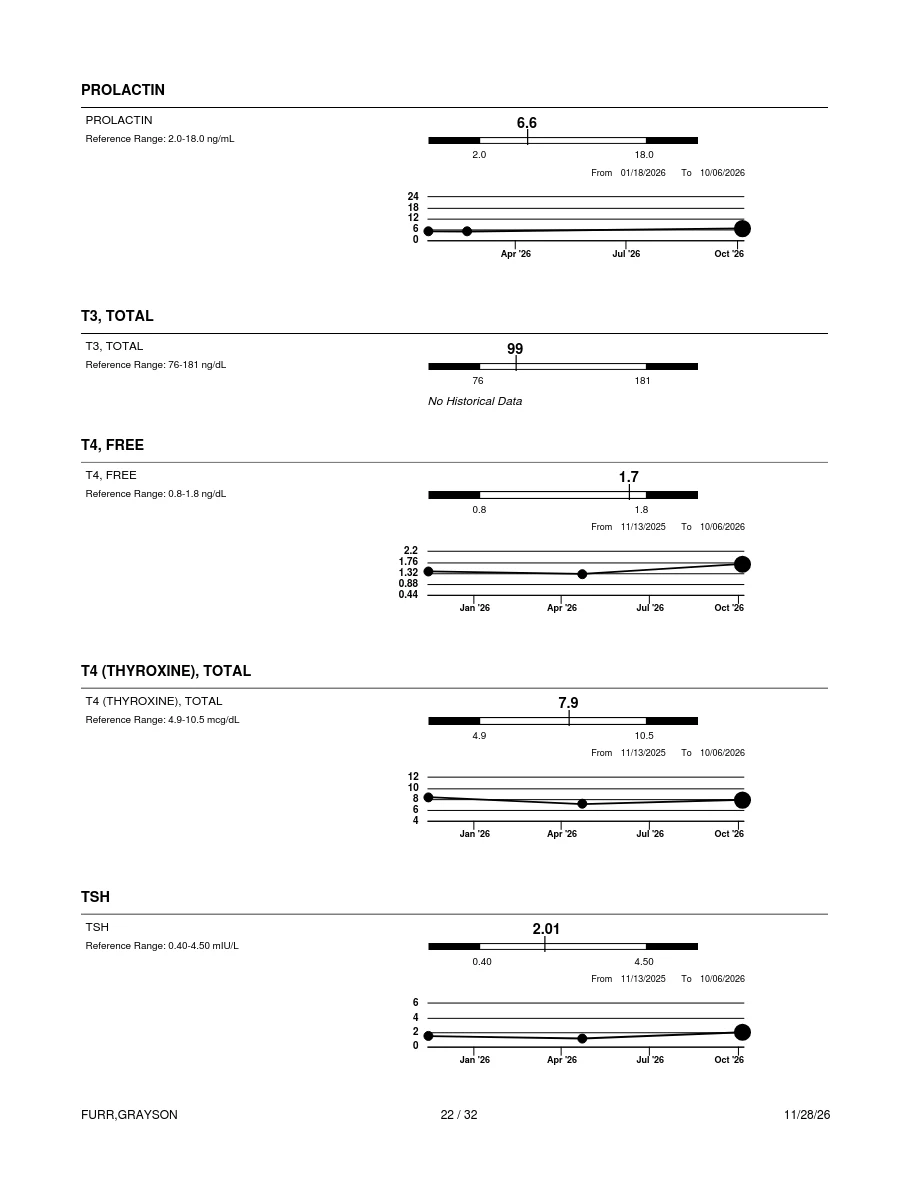 PROLACTIN
PROLACTIN
6.6
Reference Range: 2.0-18.0 ng/mL
2.0 18.0
From 01/18/2026 To 10/06/2026
24
18
12
6
0
Apr '26 Jul '26 Oct '26
T3, TOTAL
T3, TOTAL
99
Reference Range: 76-181 ng/dL
76 181
No Historical Data
T4, FREE
T4, FREE
1.7
Reference Range: 0.8-1.8 ng/dL
0.8 1.8
From 11/13/2025 To 10/06/2026
2.2
1.76
1.32
0.88
0.44
Jan '26 Apr '26 Jul '26 Oct '26
T4 (THYROXINE), TOTAL
T4 (THYROXINE), TOTAL
7.9
Reference Range: 4.9-10.5 mcg/dL
4.9 10.5
From 11/13/2025 To 10/06/2026
12
10
8
6
4
Jan '26 Apr '26 Jul '26 Oct '26
TSH
TSH
2.01
Reference Range: 0.40-4.50 mIU/L
0.40 4.50
From 11/13/2025 To 10/06/2026
6
4
2
0
Jan '26 Apr '26 Jul '26 Oct '26
FURR,GRAYSON 22 / 32 11/28/26